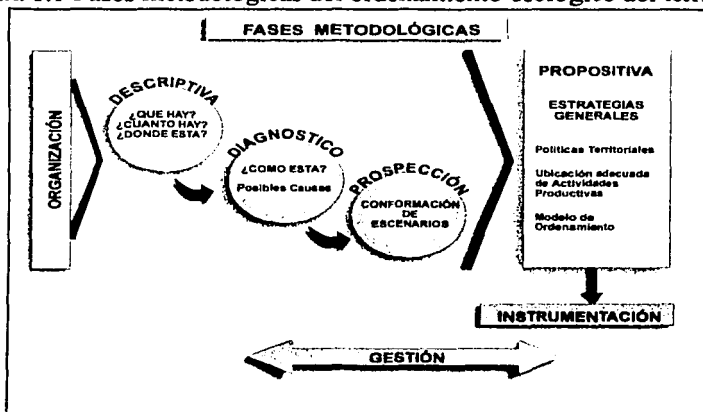 FASES METODOLÓGICAS
ORGANIZACIÓN
DESCRIPTIVA
¿QUE HAY?
¿CUANTO HAY?
¿DONDE ESTA?
DIAGNOSTICO
¿COMO ESTA?
Posibles Causas
PROSPECCIÓN
CONFORMACIÓN
DE
ESCENARIOS
PROPOSITIVA
ESTRATEGIAS
GENERALES
Políticas Territoriales
Ubicación adecuada
de Actividades
Productivas
Modelo de
Ordenamiento
INSTRUMENTACIÓN
GESTIÓN